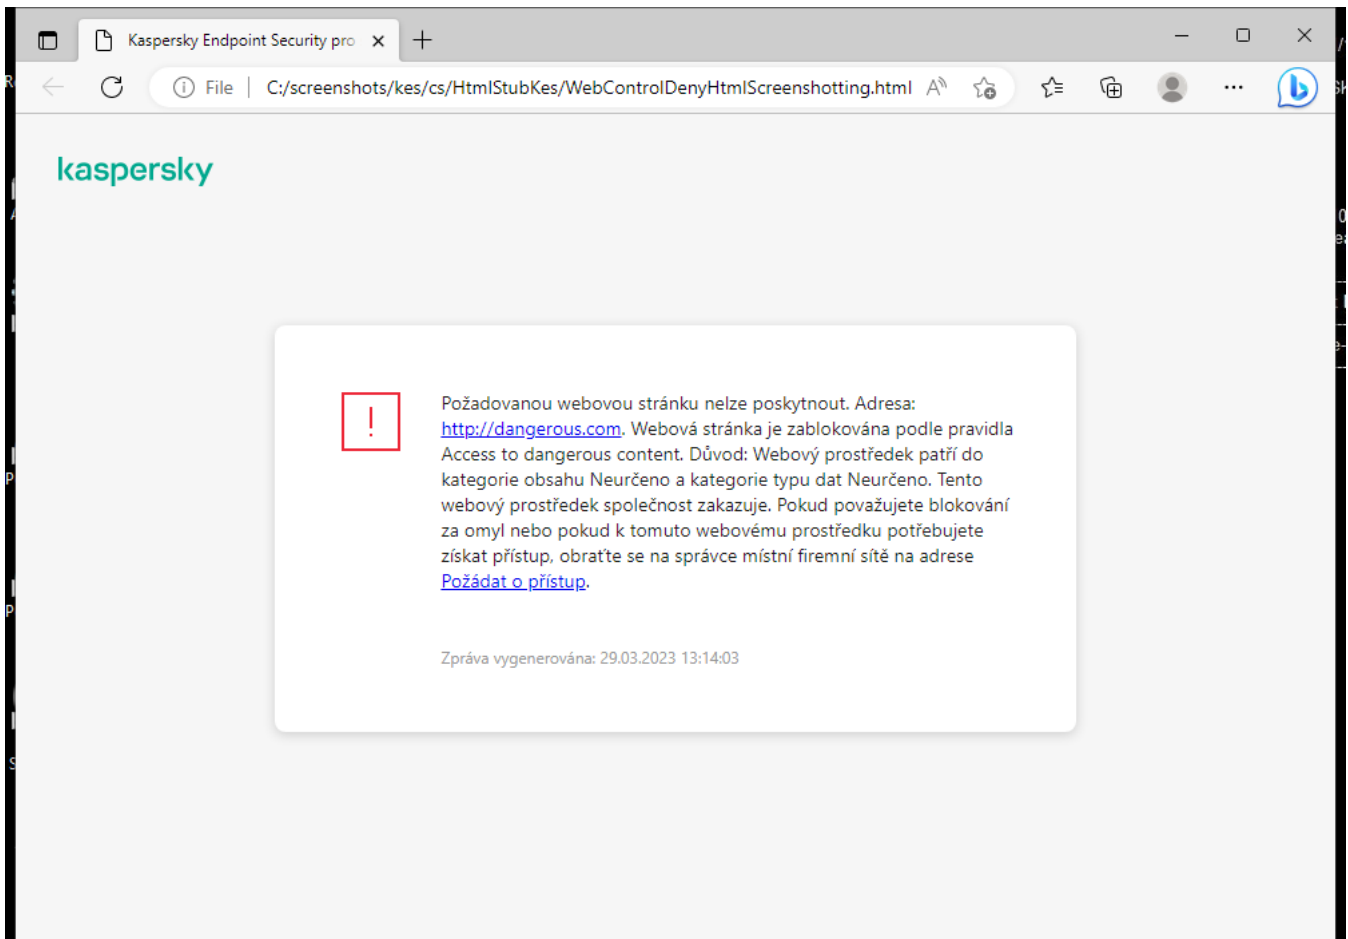 Kaspersky Endpoint Security pro
File | C:/screenshots/kes/cs/HtmlStubKes/WebControlDenyHtmlScreenshotting.html
kaspersky
Požadovanou webovou stránku nelze poskytnout. Adresa:
http://dangerous.com. Webová stránka je zablokována podle pravidla
Access to dangerous content. Důvod: Webový prostředek patří do
kategorie obsahu Neurčeno a kategorie typu dat Neurčeno. Tento
webový prostředek společnost zakazuje. Pokud považujete blokování
za omyl nebo pokud k tomuto webovému prostředku potřebujete
získat přístup, obraťte se na správce místní firemní sítě na adrese
Požádat o přístup.
Zpráva vygenerována: 29.03.2023 13:14:03